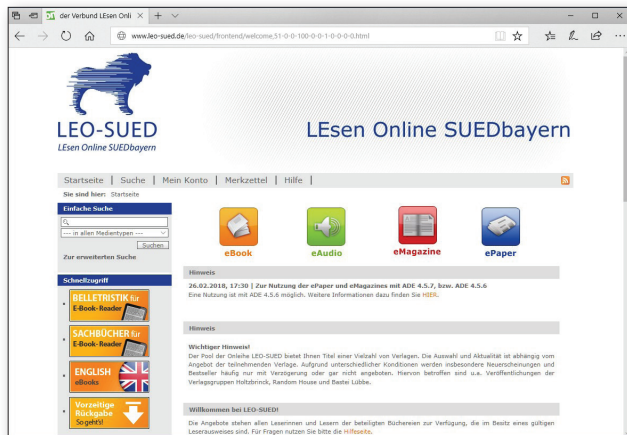 der Verbund LEsen Onli
www.leo-sued.de/leo-sued/frontend/welcome,51-0-0-100-0-0-1-0-0-0-0.html
LEO-SUED
LEsen Online SUEDbayern
LEsen Online SUEDbayern
Startseite | Suche | Mein Konto | Merkzettel | Hilfe |
Sie sind hier: Startseite
Einfache Suche
--- in allen Medientypen ---
Suchen
Zur erweiterten Suche
Schnellzugriff
BELLETRISTIK für
E-Book-Reader
SACHBÜCHER für
E-Book-Reader
ENGLISH
eBooks
Vorzeitige
Rückgabe
So geht's!
eBook
eAudio
eMagazine
ePaper
Hinweis
26.02.2018, 17:30 | Zur Nutzung der ePaper und eMagazines mit ADE 4.5.7, bzw. ADE 4.5.6
Eine Nutzung ist mit ADE 4.5.6 möglich. Weitere Informationen dazu finden Sie HIER.
Hinweis
Wichtiger Hinweis!
Der Pool der Onleihe LEO-SUED bietet Ihnen Titel einer Vielzahl von Verlagen. Die Auswahl und Aktualität ist abhängig vom
Angebot der teilnehmenden Verlage. Aufgrund unterschiedlicher Konditionen werden insbesondere Neuerscheinungen und
Bestseller häufig nur mit Verzögerung oder gar nicht angeboten. Hiervon betroffen sind u.a. Veröffentlichungen der
Verlagsgruppen Holtzbrinck, Random House und Bastei Lübbe.
Willkommen bei LEO-SUED!
Die Angebote stehen allen Leserinnen und Lesern der beteiligten Büchereien zur Verfügung, die im Besitz eines gültigen
Leserausweises sind. Für Fragen nutzen Sie bitte die Hilfeseite.